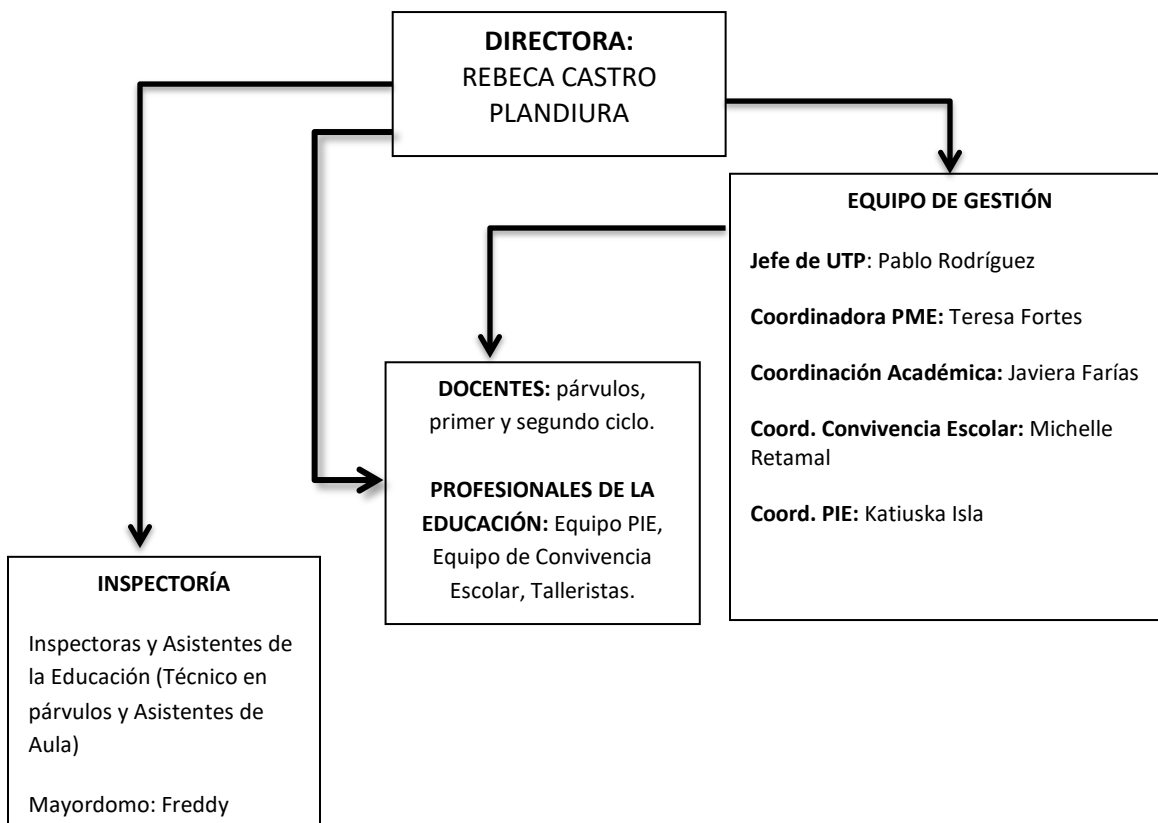 DIRECTORA:
REBECA CASTRO
PLANDIURA
EQUIPO DE GESTIÓN
Jefe de UTP: Pablo Rodríguez
Coordinadora PME: Teresa Fortes
Coordinación Académica: Javiera Farías
Coord. Convivencia Escolar: Michelle
Retamal
Coord. PIE: Katiuska Isla
DOCENTES: párvulos,
primer y segundo ciclo.
PROFESIONALES DE LA
EDUCACIÓN: Equipo PIE,
Equipo de Convivencia
Escolar, Talleristas.
INSPECTORÍA
Inspectoras y Asistentes de
la Educación (Técnico en
párvulos y Asistentes de
Aula)
Mayordomo: Freddy